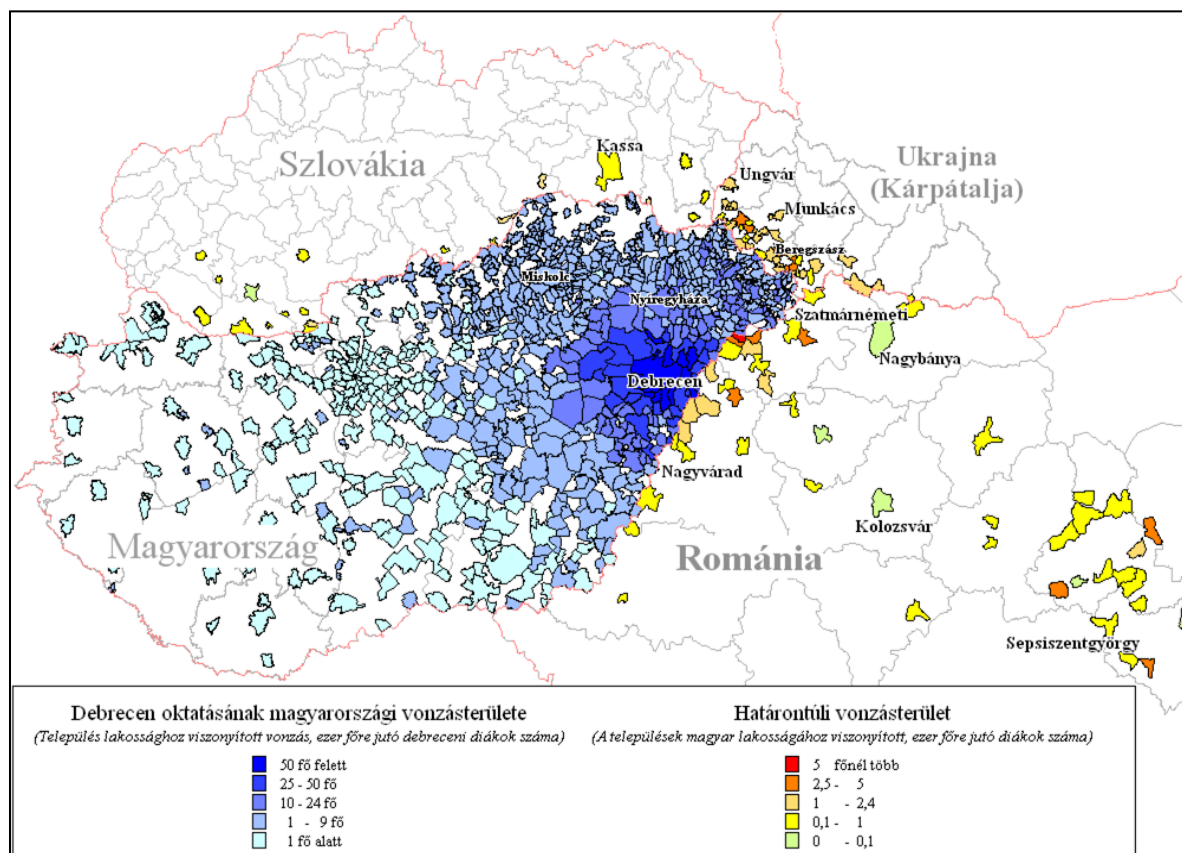 Kassa
Szlovákia
Ukrajna
(Kárpátalja)
Ungvár
Munkács
Beregszász
Miskolc
Nyíregyháza
Szatmárnémeti
Nagybánya
Debrecen
Nagyvárad
Kolozsvár
Magyarország
Románia
Sepsiszentgyörgy
Debrecen oktatásának magyarországi vonzásterülete
(Település lakossághoz viszonyított vonzás, ezer főre jutó debreceni diákok száma)
50 fő felett
25 - 50 fő
10 - 24 fő
1 - 9 fő
1 fő alatt
Határontúli vonzásterület
(A települések magyar lakosságához viszonyított, ezer főre jutó diákok száma)
5 főnél több
2,5 - 5
1 - 2,4
0,1 - 1
0 - 0,1